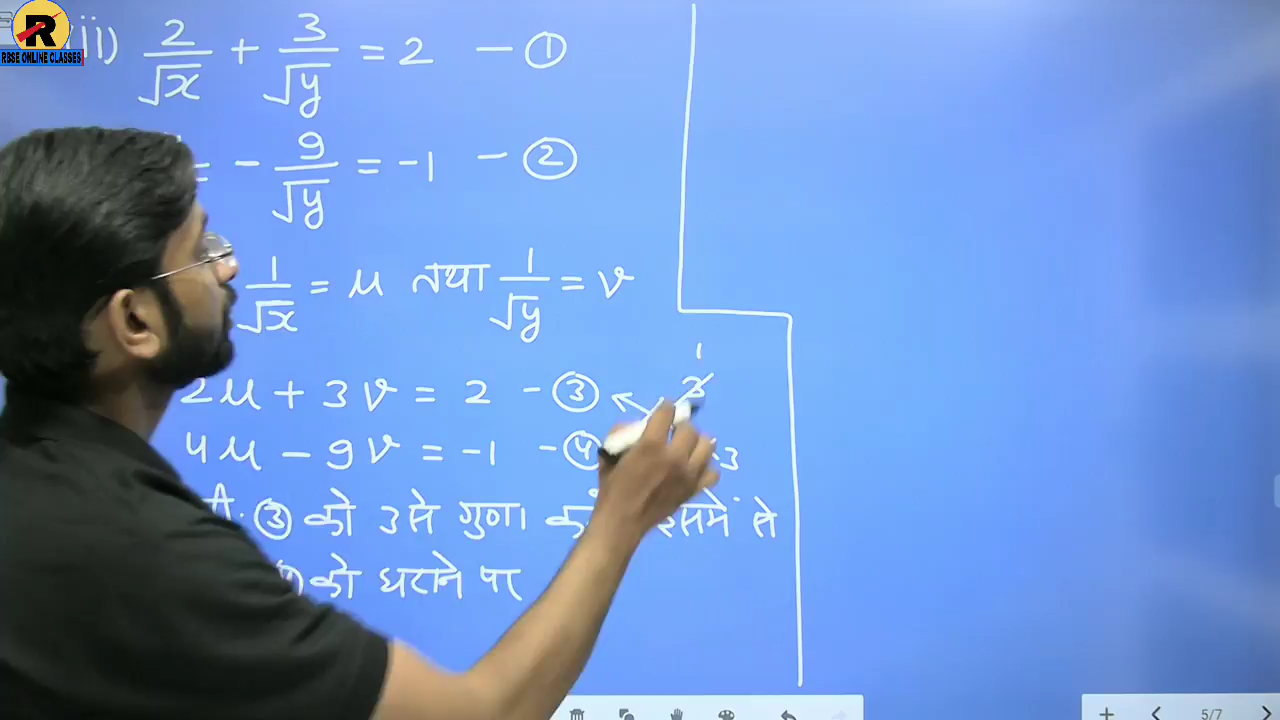 R
RBSE ONLINE CLASSES
ii) 2/√x + 3/√y = 2 — ①
- 9/√y = -1 — ②
1/√x = u तथा 1/√y = v
2u + 3v = 2 - ③
1
3
4u - 9v = -1 - ④
3
③ को 3 से गुणा इसमें से
को घटाने पर
5/7